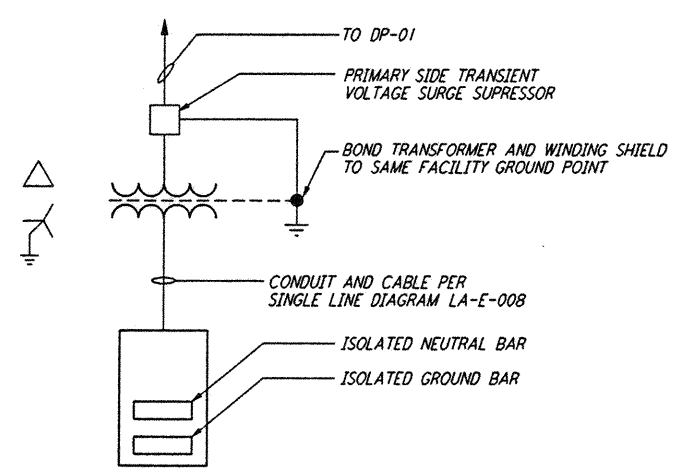 TO DP-01
PRIMARY SIDE TRANSIENT
VOLTAGE SURGE SUPRESSOR
BOND TRANSFORMER AND WINDING SHIELD
TO SAME FACILITY GROUND POINT
CONDUIT AND CABLE PER
SINGLE LINE DIAGRAM LA-E-008
ISOLATED NEUTRAL BAR
ISOLATED GROUND BAR